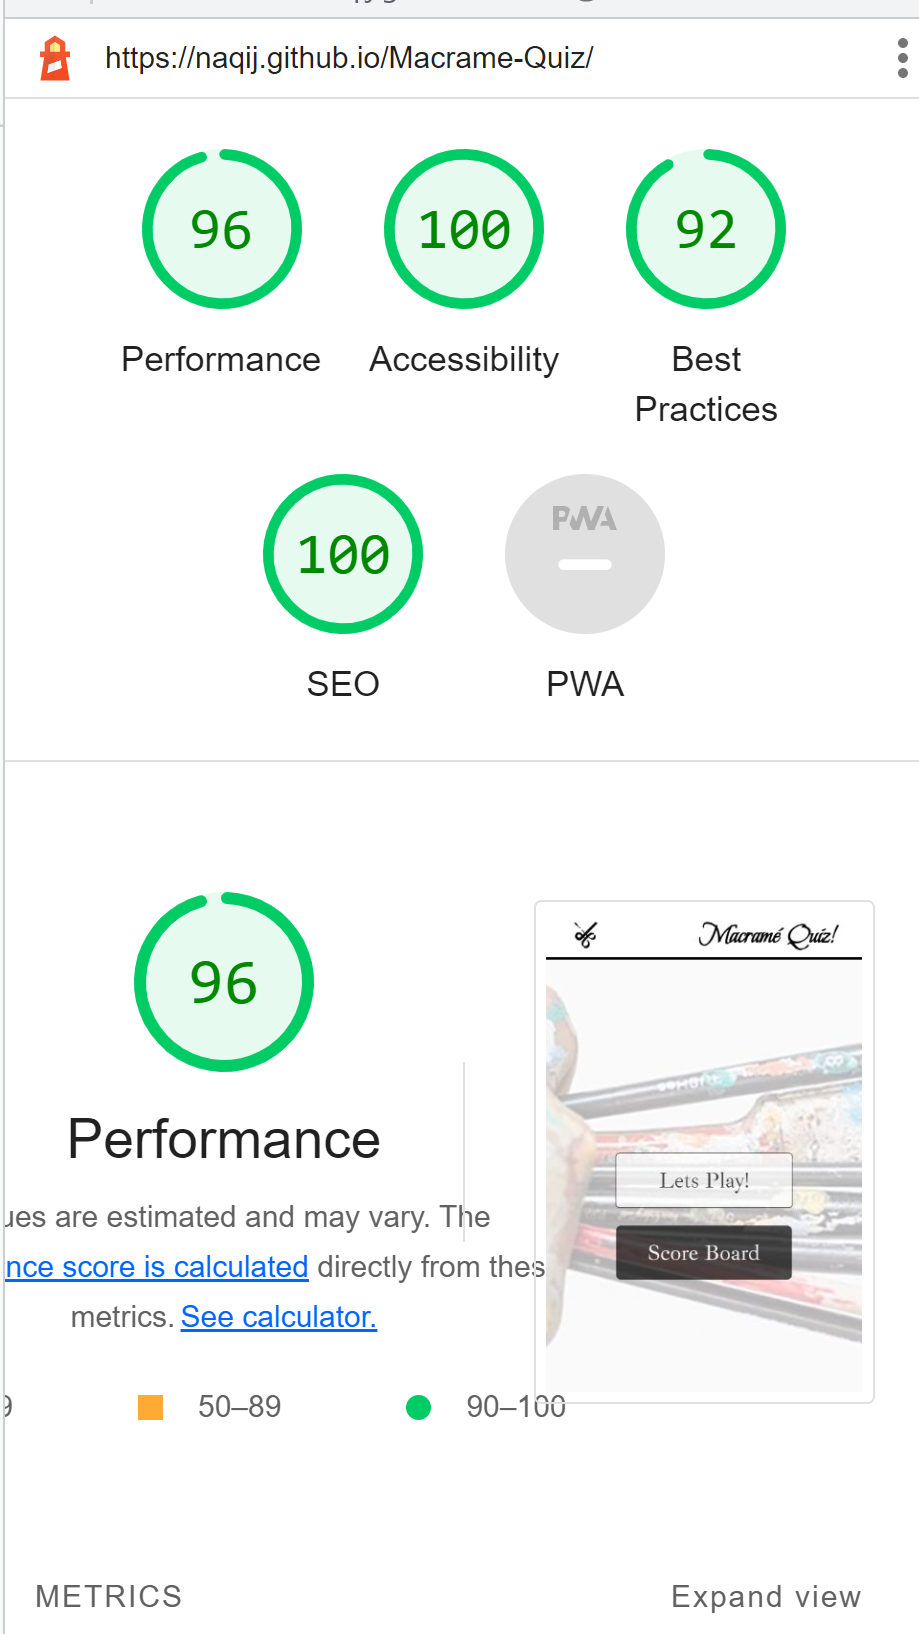 https://naqij.github.io/Macrame-Quiz/
96
100
92
Performance
Accessibility
Best
Practices
100
PWA
SEO
PWA
96
Macramé Quiz!
Performance
Lets Play!
ues are estimated and may vary. The
Score Board
nce score is calculated directly from thes
metrics. See calculator.
9
50–89
90–100
METRICS
Expand view